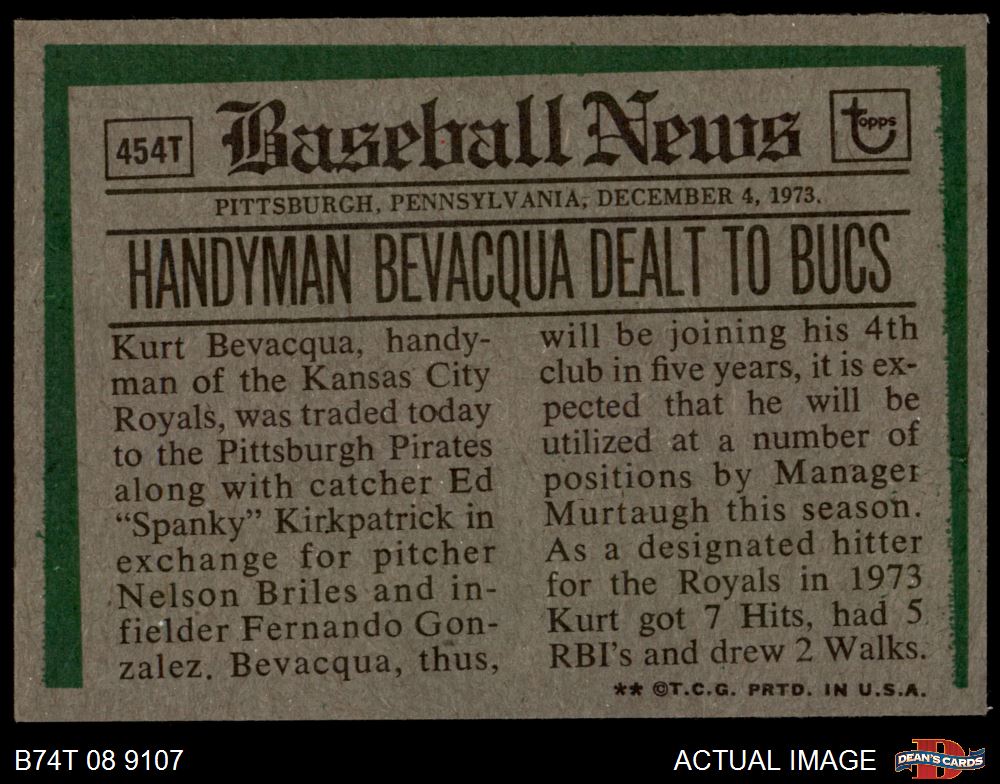 454T
Baseball News
topps
PITTSBURGH, PENNSYLVANIA, DECEMBER 4, 1973.
HANDYMAN BEVACQUA DEALT TO BUCS
Kurt Bevacqua, handy-
man of the Kansas City
Royals, was traded today
to the Pittsburgh Pirates
along with catcher Ed
“Spanky” Kirkpatrick in
exchange for pitcher
Nelson Briles and in-
fielder Fernando Gon-
zalez. Bevacqua, thus,
will be joining his 4th
club in five years, it is ex-
pected that he will be
utilized at a number of
positions by Manager
Murtaugh this season.
As a designated hitter
for the Royals in 1973
Kurt got 7 Hits, had 5
RBI's and drew 2 Walks.
** ©T.C.G. PRTD. IN U.S.A.
B74T 08 9107
ACTUAL IMAGE
D
DEAN'S CARDS